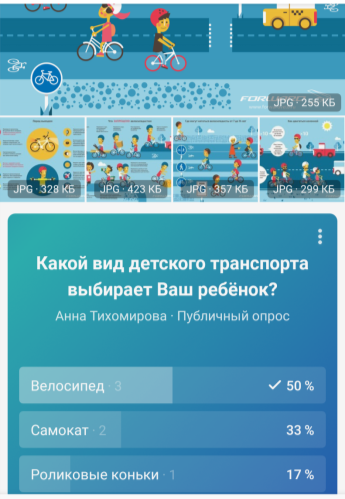 JPG · 255 КБ
JPG · 328 КБ
JPG · 423 КБ
JPG · 357 КБ
JPG · 299 КБ
Какой вид детского транспорта
выбирает Ваш ребёнок?
Анна Тихомирова · Публичный опрос
Велосипед · 3
50 %
Самокат · 2
33 %
Роликовые коньки · 1
17 %